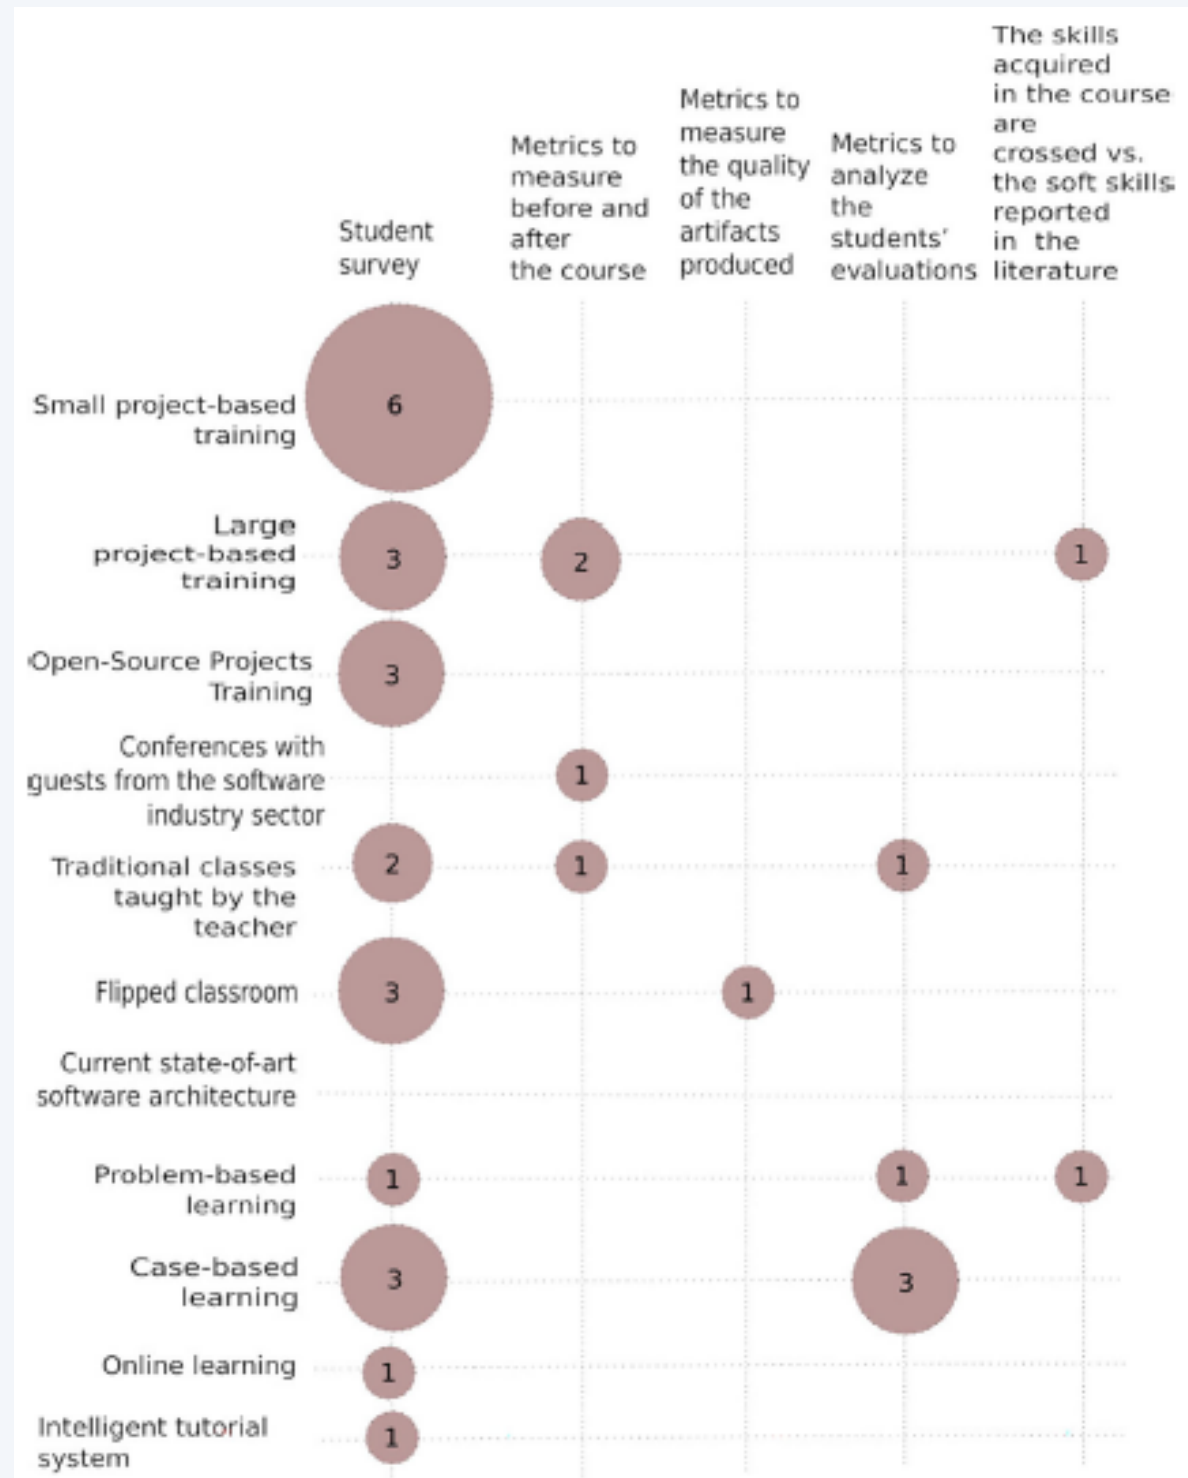 The skills
acquired
in the course
are
crossed vs.
the soft skills
reported
in the
literature
Metrics to
measure
the quality
of the
artifacts
produced
Metrics to
analyze
the
students’
evaluations
Metrics to
measure
before and
after
the course
Student
survey
Small project-based
training
6
Large
project-based
training
3
2
1
Open-Source Projects
Training
3
Conferences with
guests from the software
industry sector
1
Traditional classes
taught by the
teacher
2
1
1
Flipped classroom
3
1
Current state-of-art
software architecture
Problem-based
learning
1
1
1
Case-based
learning
3
3
Online learning
1
Intelligent tutorial
system
1